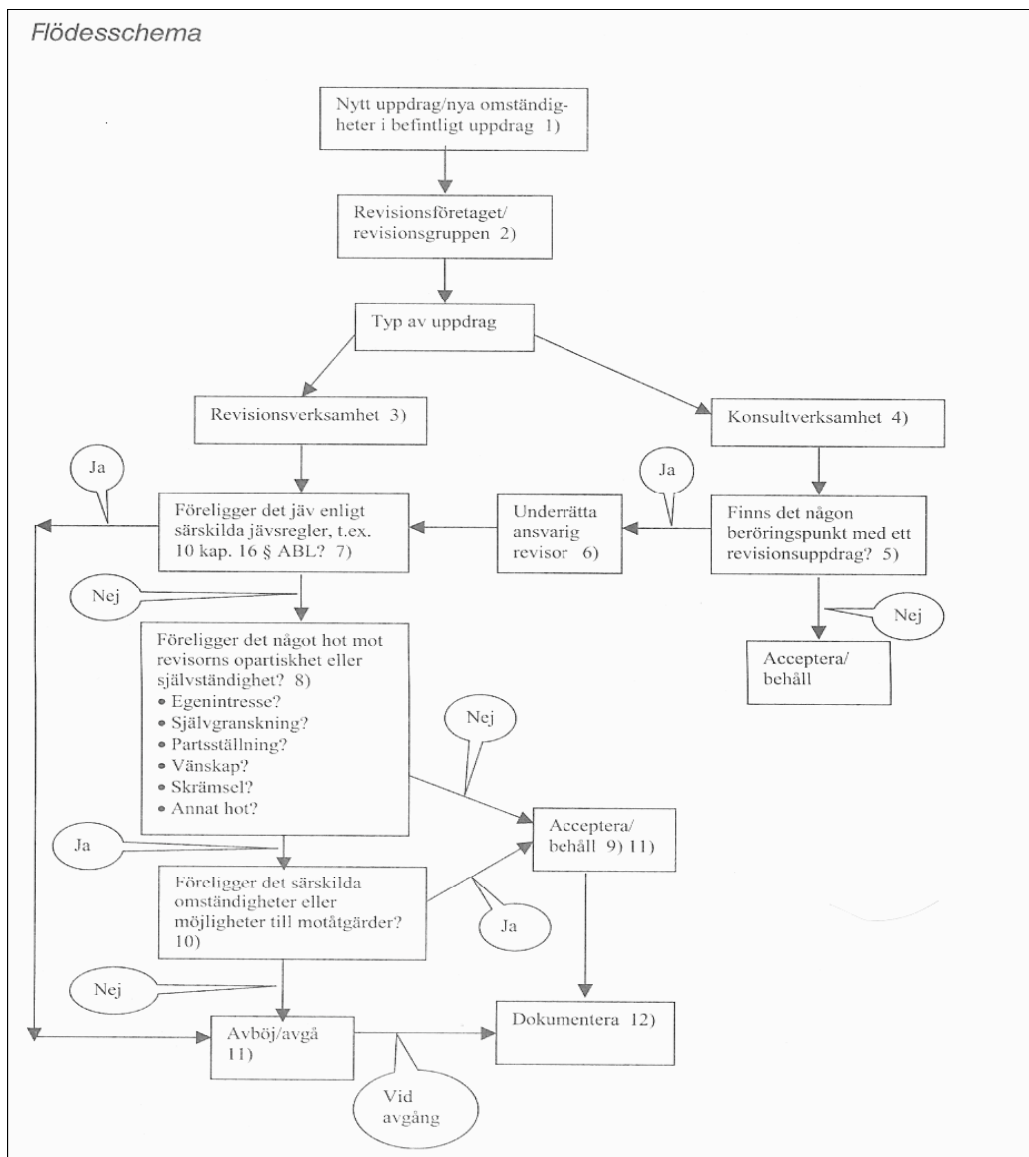 Flödesschema
Nytt uppdrag/nya omständig-
heter i befintligt uppdrag 1)
Revisionsföretaget/
revisionsgruppen 2)
Typ av uppdrag
Revisionsverksamhet 3)
Konsultverksamhet 4)
Ja
Ja
Föreligger det jäv enligt
särskilda jävsregler, t.ex.
10 kap. 16 § ABL? 7)
Underrätta
ansvarig
revisor 6)
Finns det någon
beröringspunkt med ett
revisionsuppdrag? 5)
Nej
Nej
Föreligger det något hot mot
revisorns opartiskhet eller
självständighet? 8)
• Egenintresse?
• Självgranskning?
• Partsställning?
• Vänskap?
• Skrämsel?
• Annat hot?
Acceptera/
behåll
Nej
Ja
Acceptera/
behåll 9) 11)
Föreligger det särskilda
omständigheter eller
möjligheter till motåtgärder?
10)
Ja
Nej
Avböj/avgå
11)
Dokumentera 12)
Vid
avgång